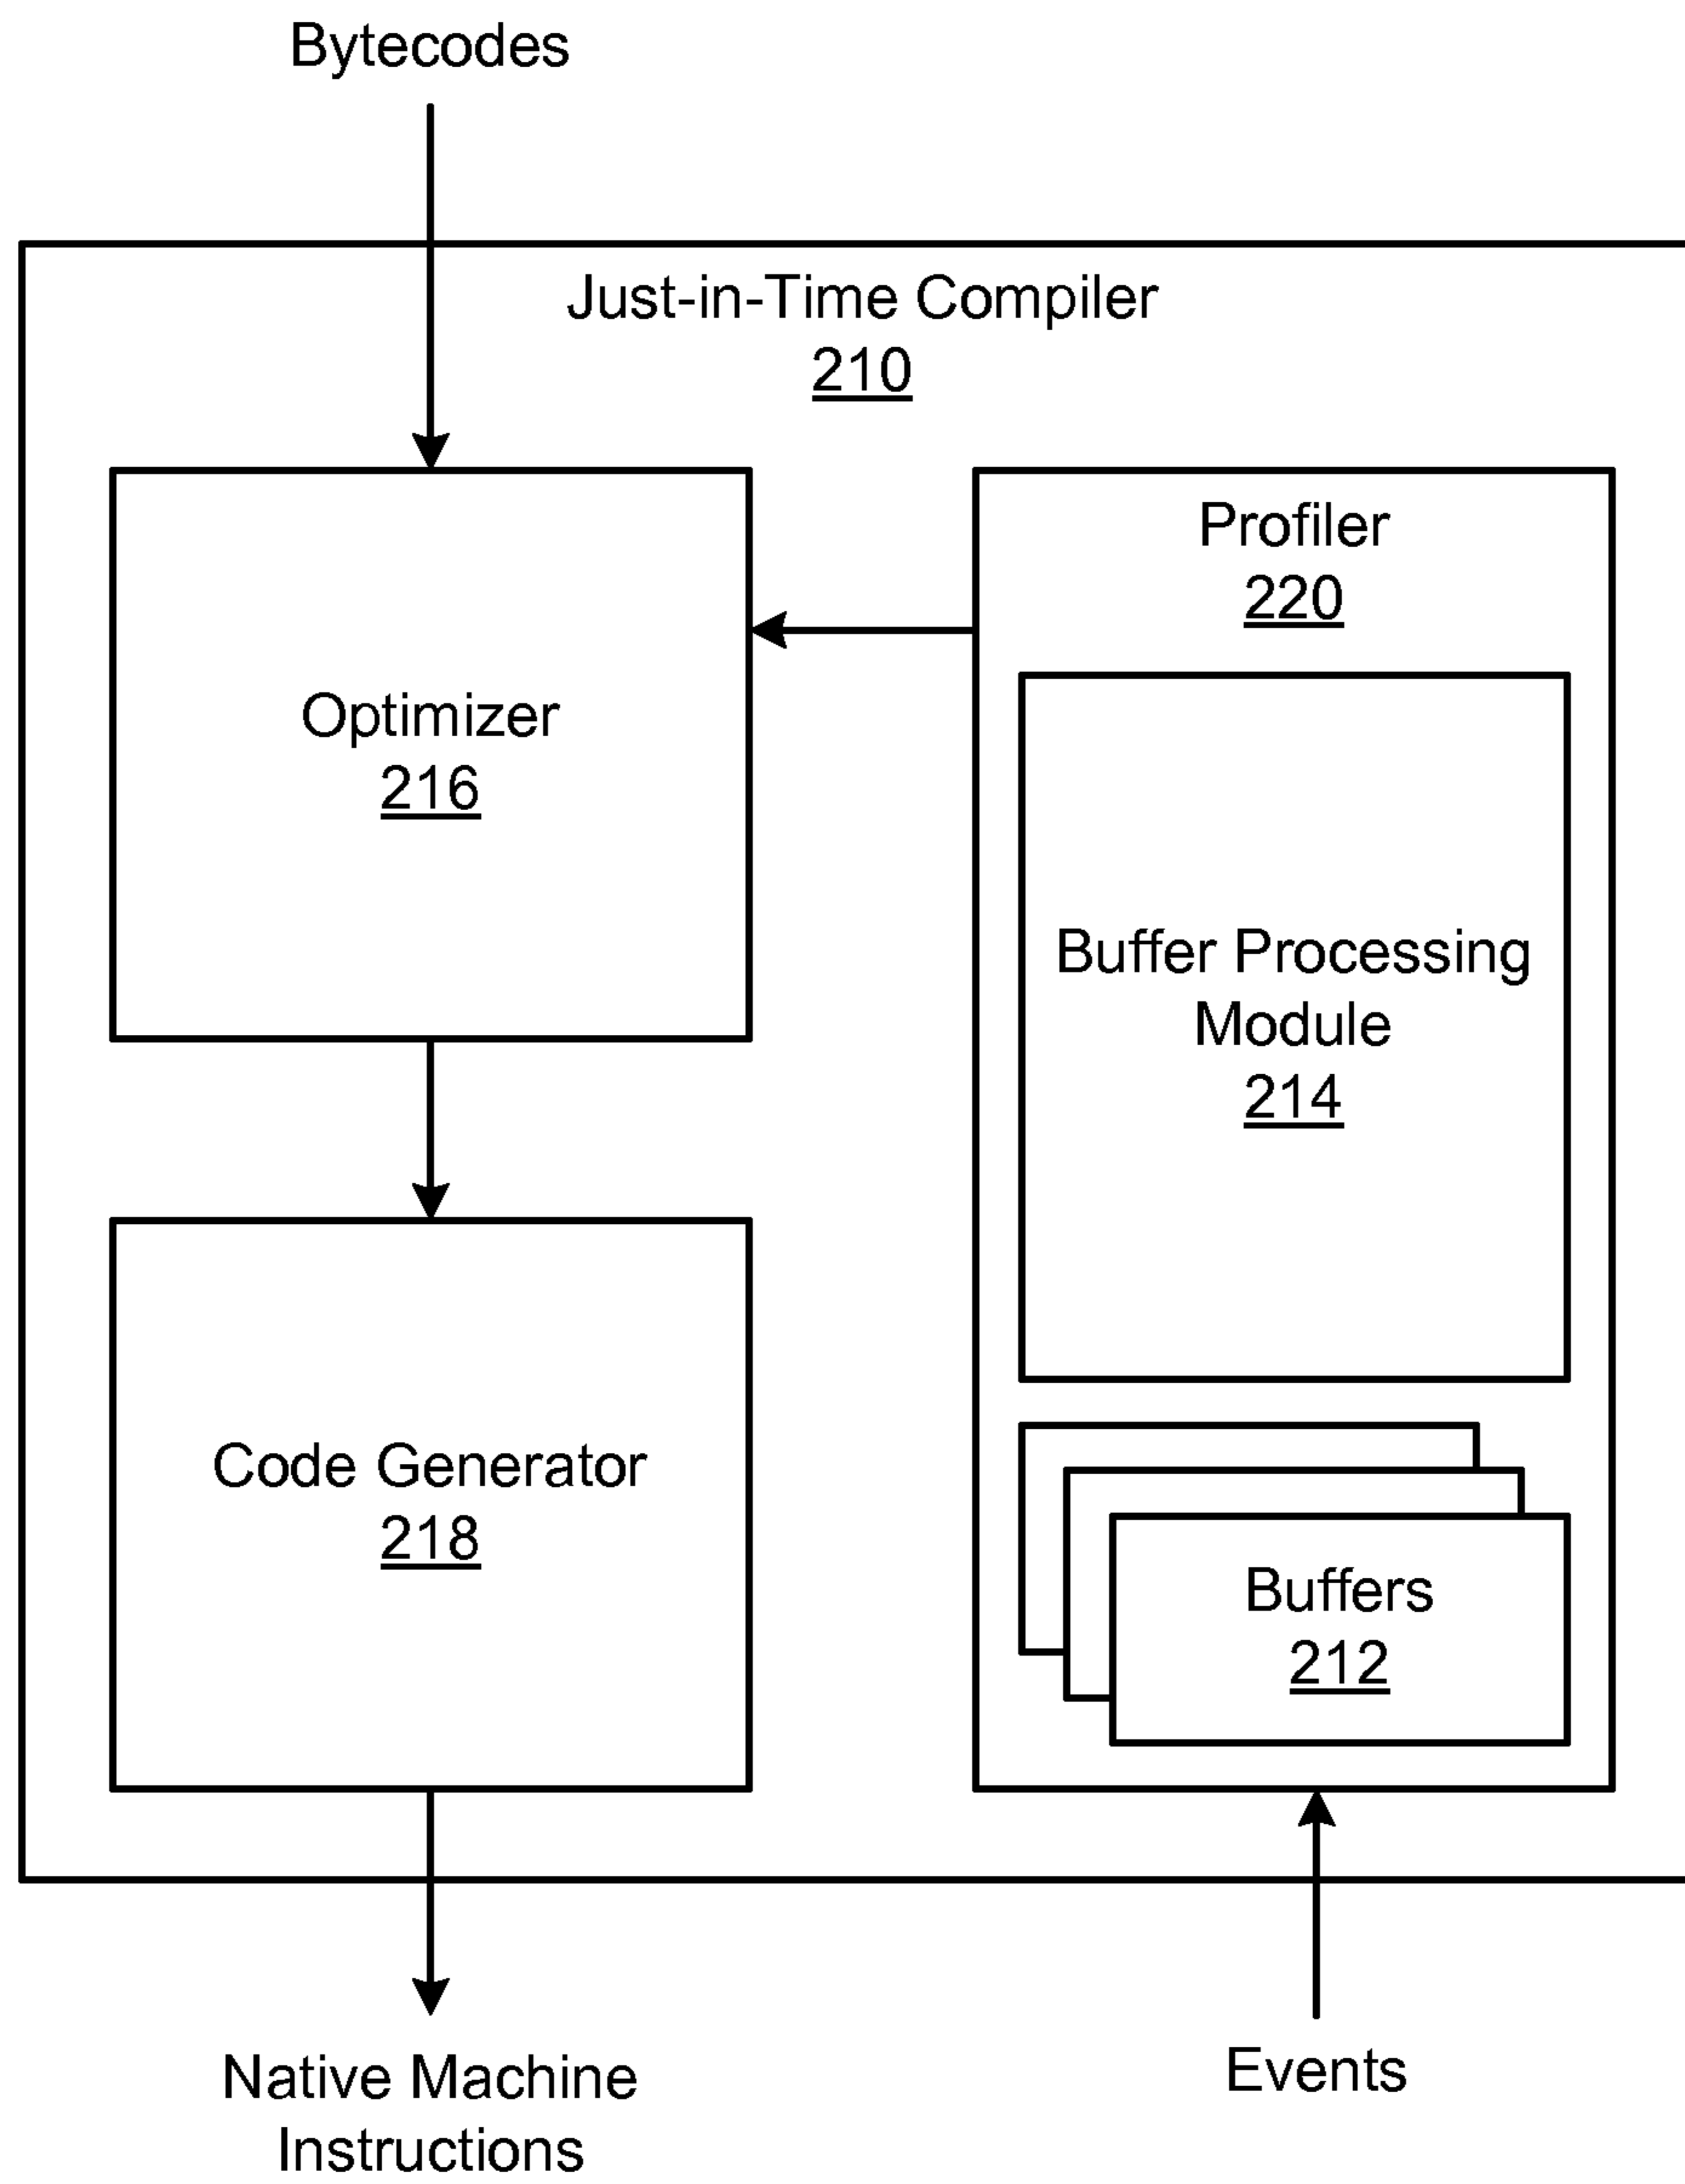 Bytecodes
Just-in-Time Compiler
210
Optimizer
216
Profiler
220
Buffer Processing
Module
214
Code Generator
218
Buffers
212
Native Machine
Instructions
Events